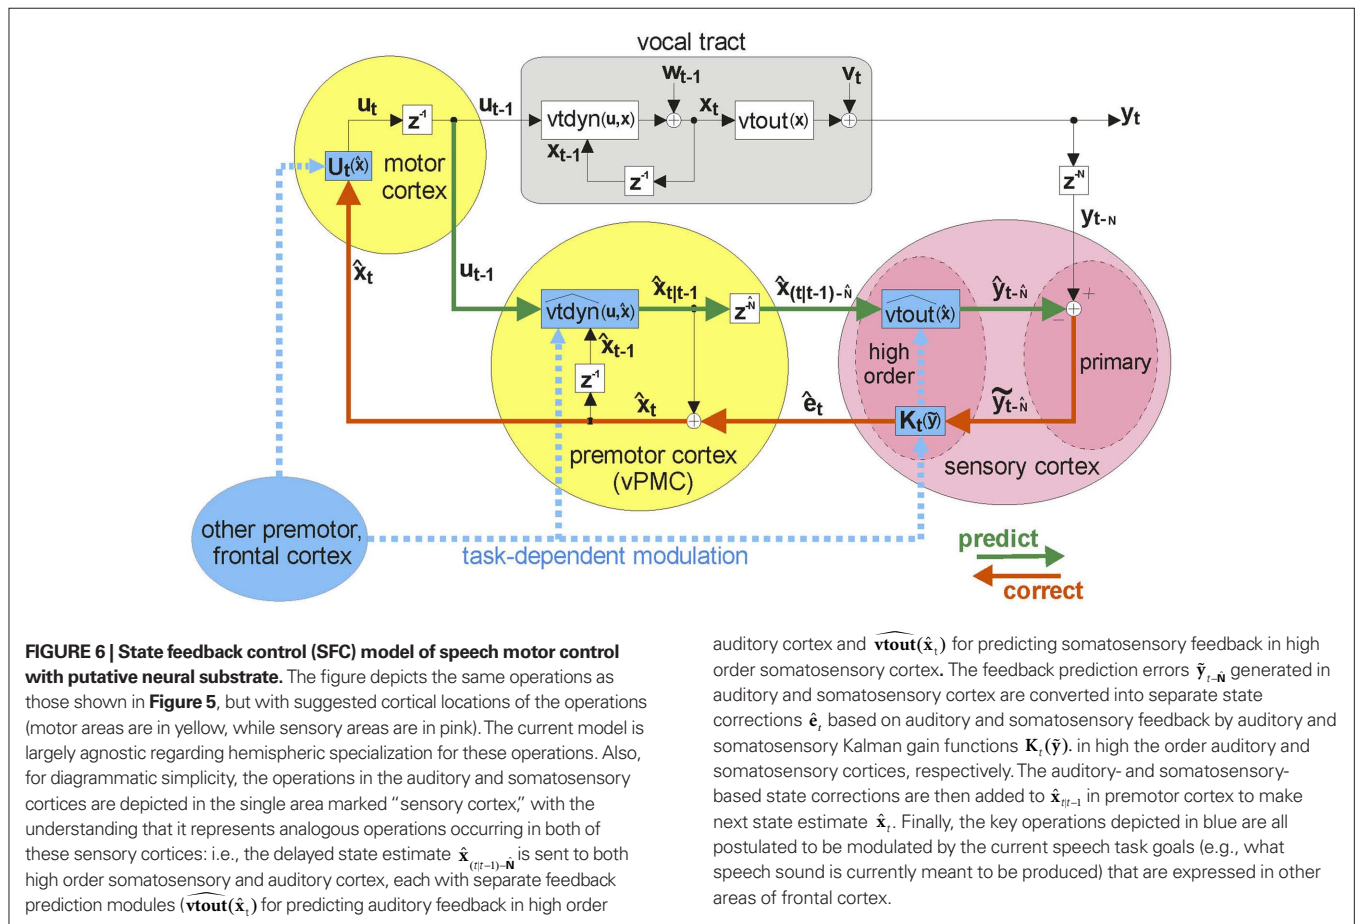 vocal tract
w_{t-1}
v_t
u_t
z^{-1}
u_{t-1}
vtdyn(u,x)
x_t
vtout(x)
y_t
x_{t-1}
z^{-1}
U_t(x̂)
motor
cortex
z^{-N}
y_{t-N}
x̂_t
u_{t-1}
vtdyn(u,x̂)
x̂_{t|t-1}
z^{-N̂}
x̂_{(t|t-1)-N̂}
vtout(x̂)
ŷ_{t-N̂}
+
−
x̂_{t-1}
z^{-1}
high
order
primary
x̂_t
ê_t
K_t(ỹ)
ỹ_{t-N̂}
premotor cortex
(vPMC)
sensory cortex
other premotor,
frontal cortex
task-dependent modulation
predict
correct
FIGURE 6 | State feedback control (SFC) model of speech motor control
with putative neural substrate. The figure depicts the same operations as
those shown in Figure 5, but with suggested cortical locations of the operations
(motor areas are in yellow, while sensory areas are in pink). The current model is
largely agnostic regarding hemispheric specialization for these operations. Also,
for diagrammatic simplicity, the operations in the auditory and somatosensory
cortices are depicted in the single area marked “sensory cortex,” with the
understanding that it represents analogous operations occurring in both of
these sensory cortices: i.e., the delayed state estimate x̂_{(t|t−1)−N̂} is sent to both
high order somatosensory and auditory cortex, each with separate feedback
prediction modules (vtout(x̂_t) for predicting auditory feedback in high order
auditory cortex and vtout(x̂_t) for predicting somatosensory feedback in high
order somatosensory cortex. The feedback prediction errors ỹ_{t−N̂} generated in
auditory and somatosensory cortex are converted into separate state
corrections ê_t based on auditory and somatosensory feedback by auditory and
somatosensory Kalman gain functions K_t(ỹ). in high the order auditory and
somatosensory cortices, respectively. The auditory- and somatosensory-
based state corrections are then added to x̂_{t|t−1} in premotor cortex to make
next state estimate x̂_t. Finally, the key operations depicted in blue are all
postulated to be modulated by the current speech task goals (e.g., what
speech sound is currently meant to be produced) that are expressed in other
areas of frontal cortex.